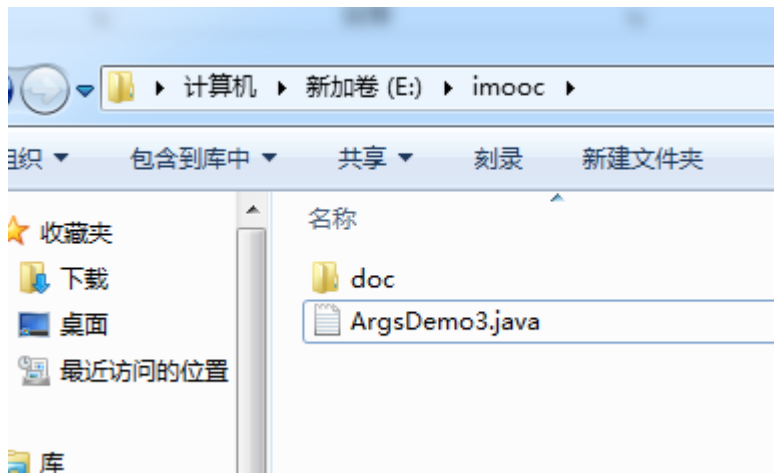 计算机 新加卷 (E:) imooc
组织 包含到库中 共享 刻录 新建文件夹
收藏夹
下载
桌面
最近访问的位置
库
名称
doc
ArgsDemo3.java